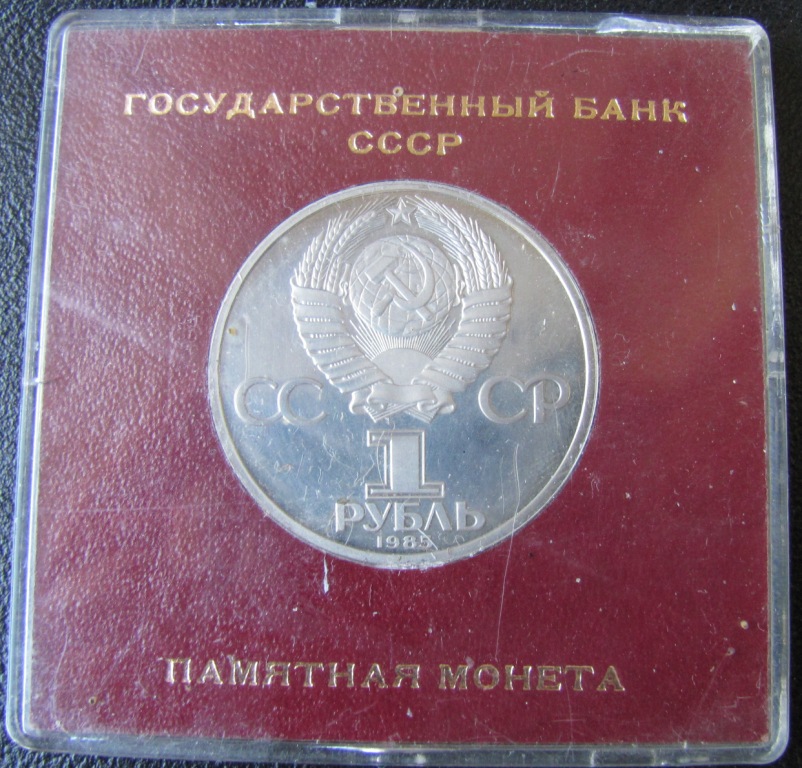 ГОСУДАРСТВЕННЫЙ БАНК
СССР
СС СР
1
РУБЛЬ
1985
ПАМЯТНАЯ МОНЕТА